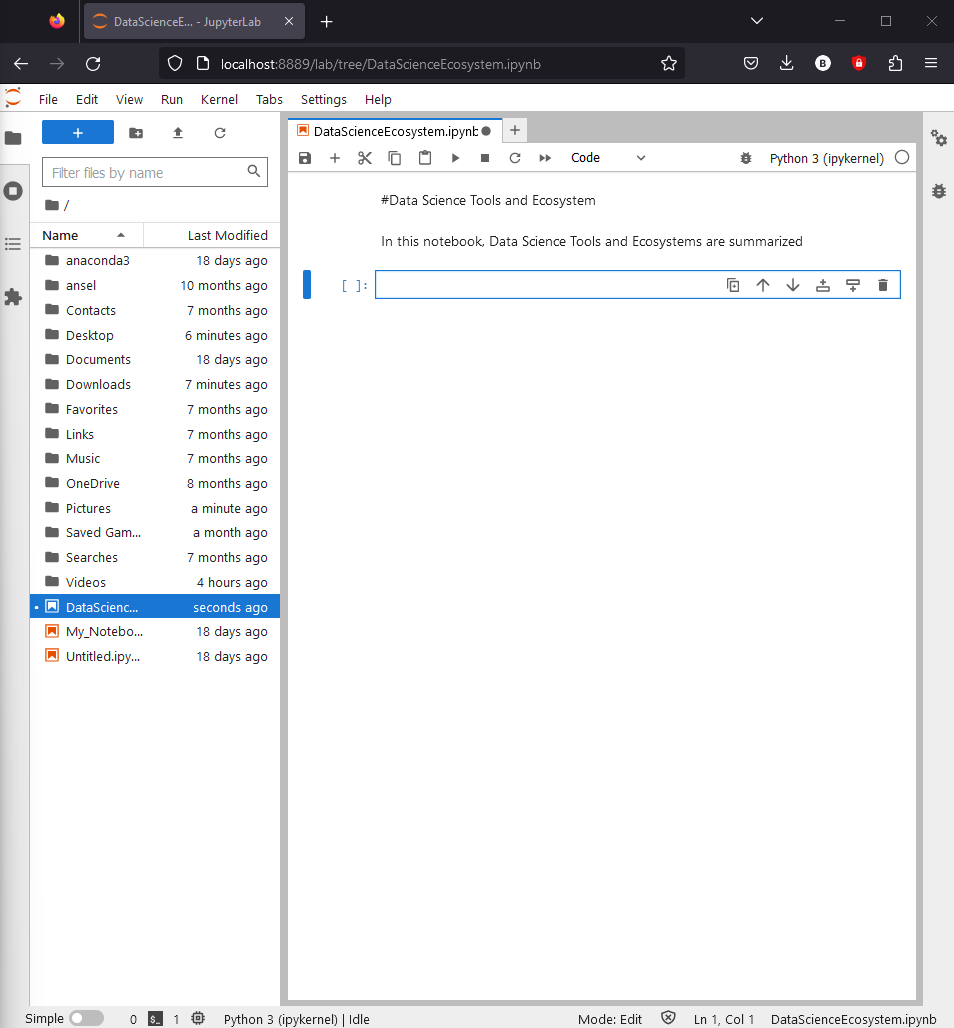 DataScienceE... - JupyterLab
localhost:8889/lab/tree/DataScienceEcosystem.ipynb
B
File Edit View Run Kernel Tabs Settings Help
Filter files by name
/
Name Last Modified
anaconda3 18 days ago
ansel 10 months ago
Contacts 7 months ago
Desktop 6 minutes ago
Documents 18 days ago
Downloads 7 minutes ago
Favorites 7 months ago
Links 7 months ago
Music 7 months ago
OneDrive 8 months ago
Pictures a minute ago
Saved Gam... a month ago
Searches 7 months ago
Videos 4 hours ago
DataScienc... seconds ago
My_Notebo... 18 days ago
Untitled.ipy... 18 days ago
DataScienceEcosystem.ipynb
Code Python 3 (ipykernel)
#Data Science Tools and Ecosystem
In this notebook, Data Science Tools and Ecosystems are summarized
[ ]:
Simple 0 $_ 1 Python 3 (ipykernel) | Idle Mode: Edit Ln 1, Col 1 DataScienceEcosystem.ipynb